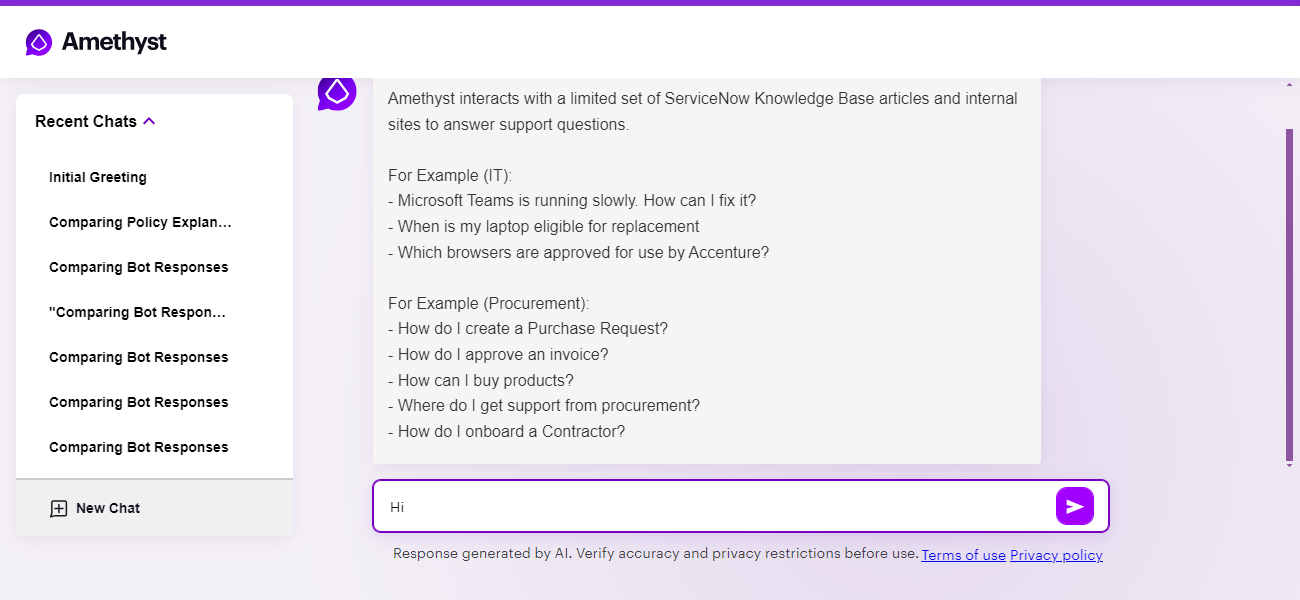 Amethyst
Recent Chats
Initial Greeting
Comparing Policy Explan...
Comparing Bot Responses
"Comparing Bot Respon...
Comparing Bot Responses
Comparing Bot Responses
Comparing Bot Responses
New Chat
Amethyst interacts with a limited set of ServiceNow Knowledge Base articles and internal
sites to answer support questions.
For Example (IT):
- Microsoft Teams is running slowly. How can I fix it?
- When is my laptop eligible for replacement
- Which browsers are approved for use by Accenture?
For Example (Procurement):
- How do I create a Purchase Request?
- How do I approve an invoice?
- How can I buy products?
- Where do I get support from procurement?
- How do I onboard a Contractor?
Hi
Response generated by AI. Verify accuracy and privacy restrictions before use. Terms of use Privacy policy